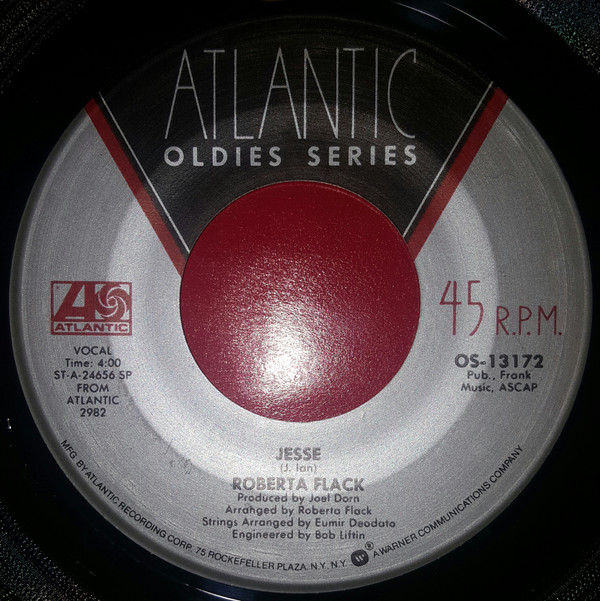 ATLANTIC
OLDIES SERIES
ATLANTIC
VOCAL
Time: 4:00
ST-A-24656 SP
FROM
ATLANTIC
2982
45 R.P.M.
OS-13172
Pub., Frank
Music, ASCAP
JESSE
(J. Ian)
ROBERTA FLACK
Produced by Joel Dorn
Arrahged by Roberta Flack
Strings Arranged by Eumir Deodato
Engineered by Bob Liftin
MFG. BY ATLANTIC RECORDING CORP. 75 ROCKEFELLER PLAZA. N.Y. N.Y. ® A WARNER COMMUNICATIONS COMPANY